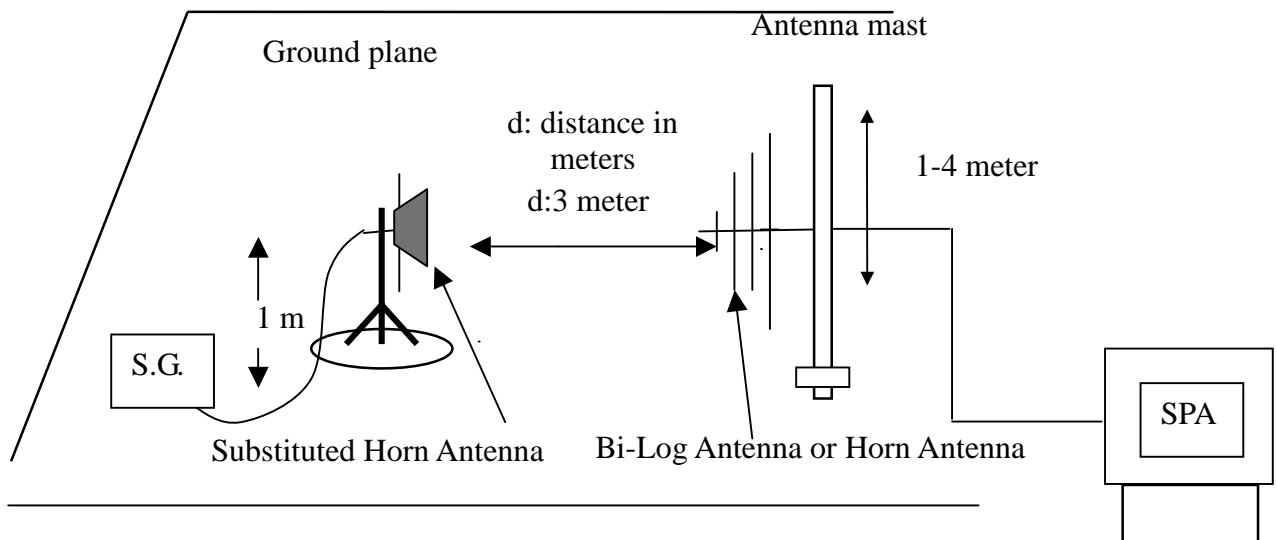 Antenna mast
Ground plane
d: distance in
meters
d:3 meter
1-4 meter
1 m
S.G.
SPA
Substituted Horn Antenna
Bi-Log Antenna or Horn Antenna